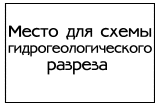 Место для схемы
гидрогеологического
разреза